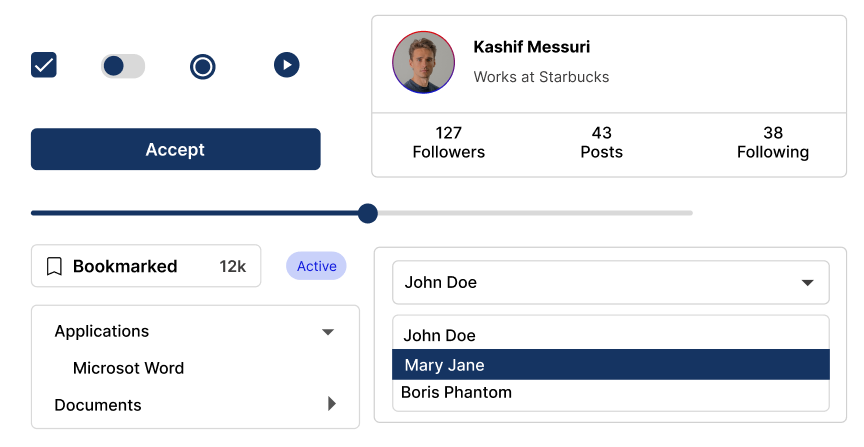 Kashif Messuri
Works at Starbucks
127
Followers
43
Posts
38
Following
Accept
Bookmarked 12k
Active
John Doe
John Doe
Mary Jane
Boris Phantom
Applications
Microsot Word
Documents